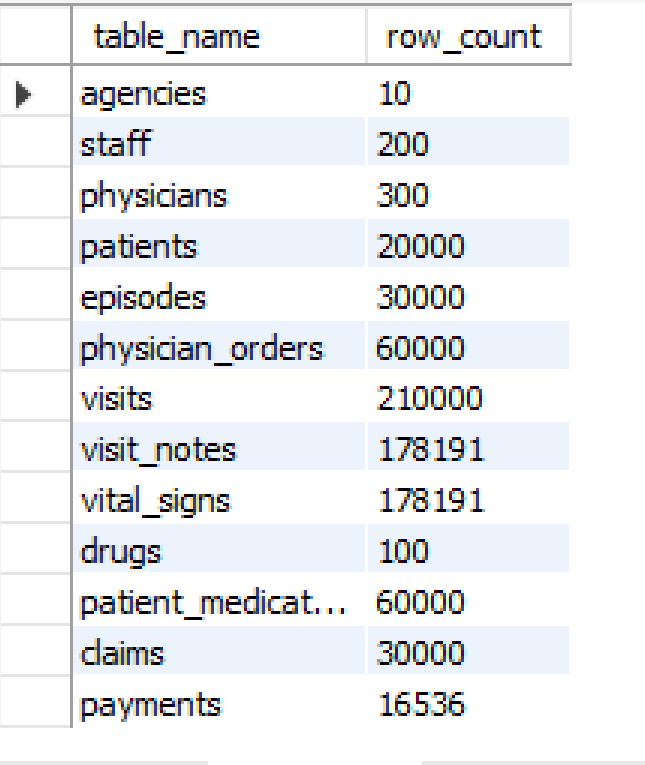 table_name row_count
agencies 10
staff 200
physicians 300
patients 20000
episodes 30000
physician_orders 60000
visits 210000
visit_notes 178191
vital_signs 178191
drugs 100
patient_medicat... 60000
claims 30000
payments 16536